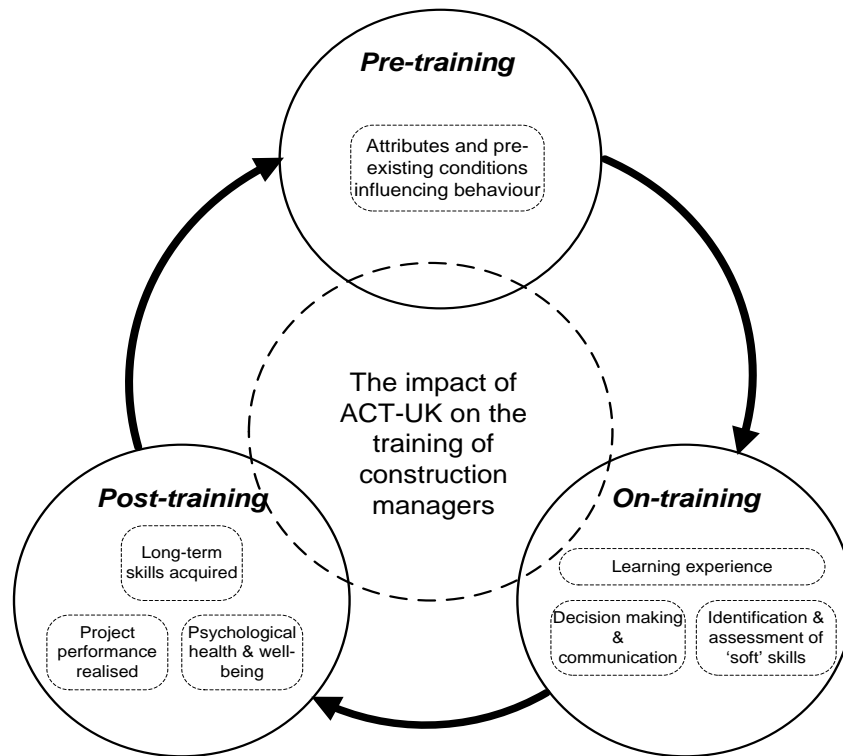 Pre-training
Attributes and pre-
existing conditions
influencing behaviour
The impact of
ACT-UK on the
training of
construction
managers
Post-training
Long-term
skills acquired
Project
performance
realised
Psychological
health & well-
being
On-training
Learning experience
Decision making
&
communication
Identification &
assessment of
‘soft’ skills